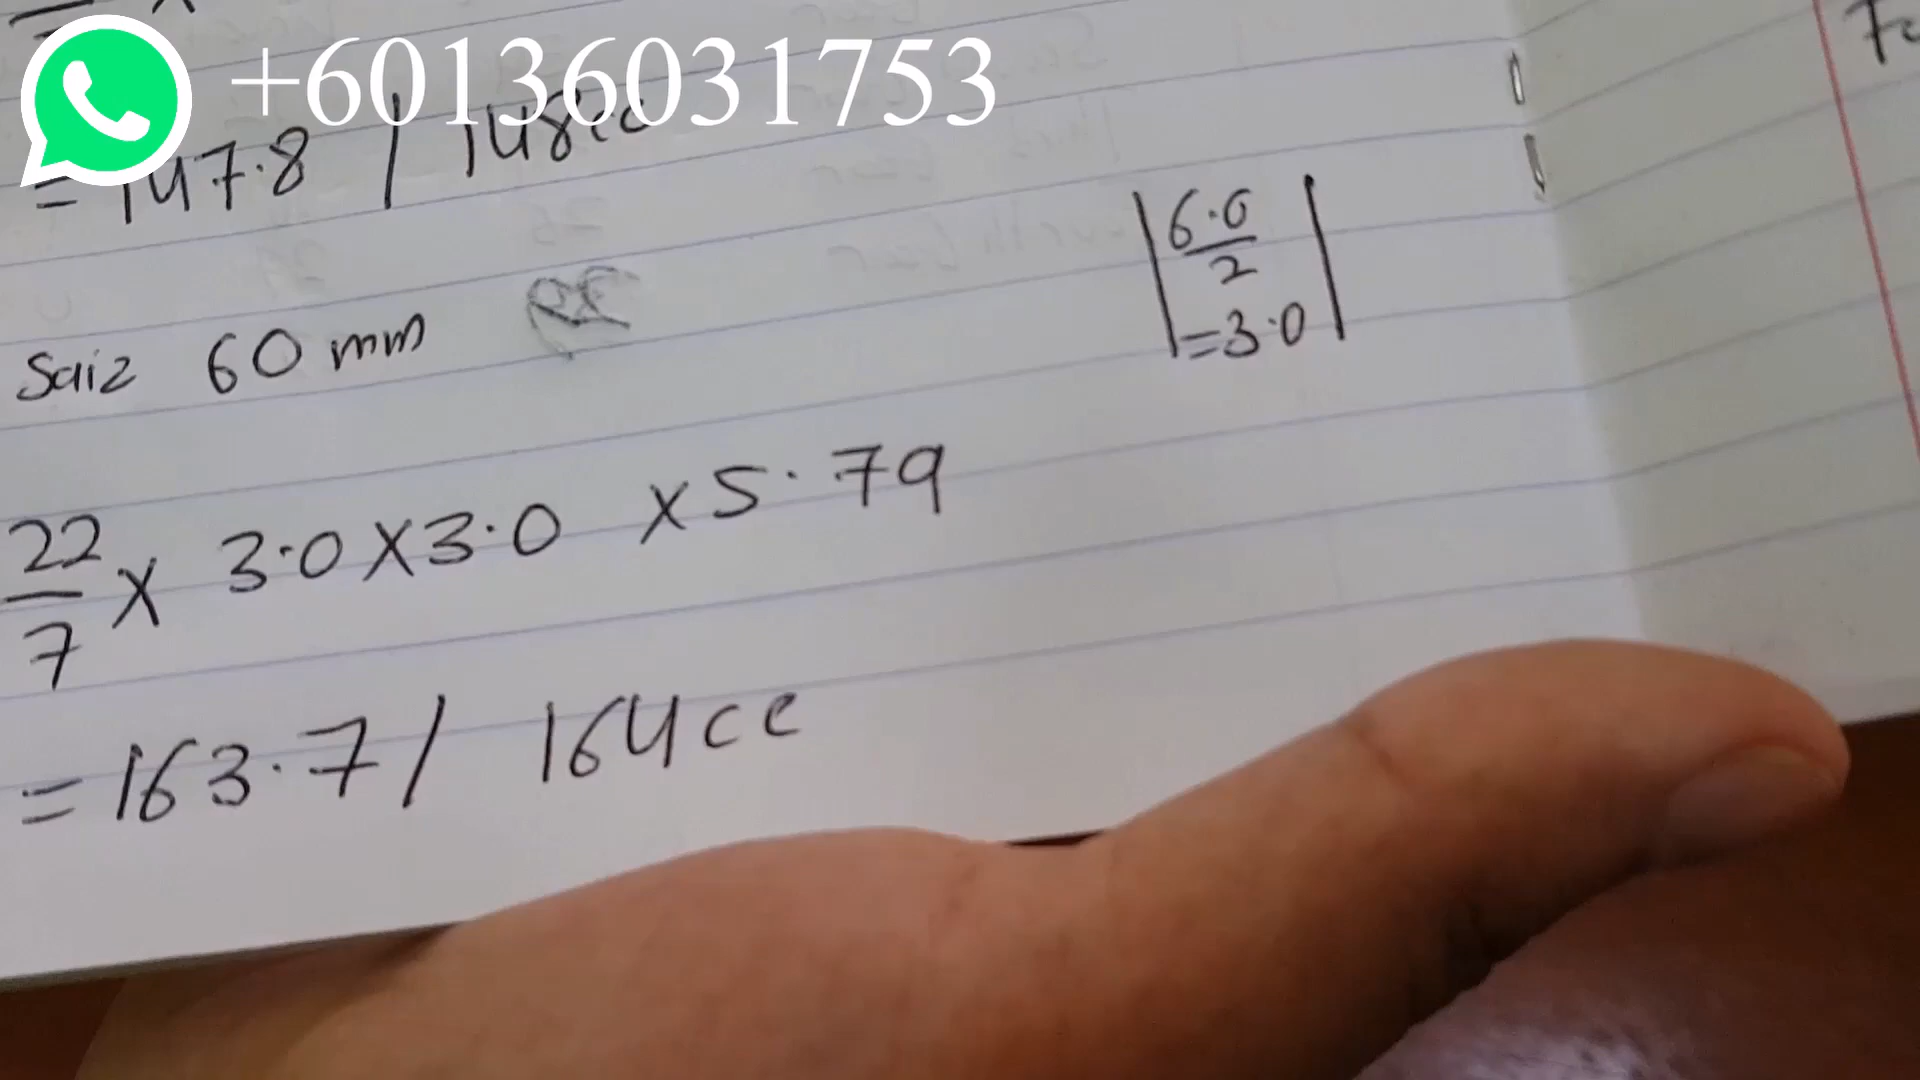 +60136031753
= 147.8 / 148cc
Saiz 60 mm
6.0
2
=3.0
22
7
x 3.0 x 3.0 x 5.79
= 163.7 / 164cc